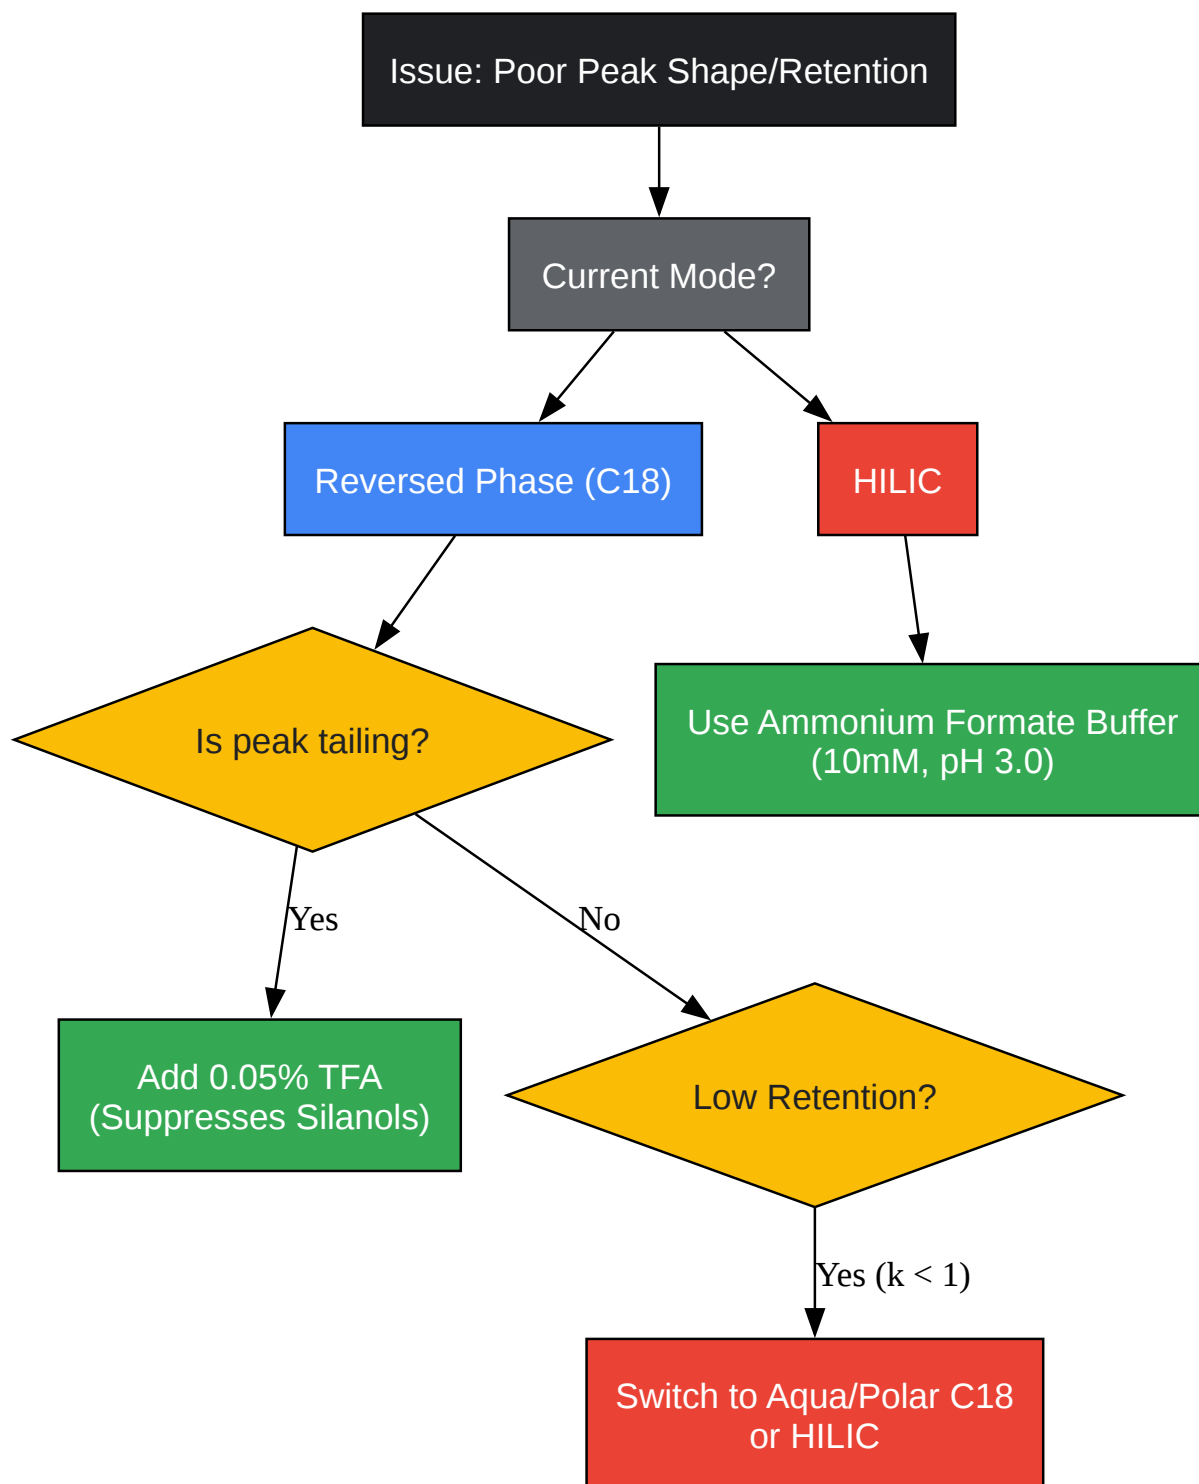 Issue: Poor Peak Shape/Retention
Current Mode?
Reversed Phase (C18)
HILIC
Is peak tailing?
Use Ammonium Formate Buffer
(10mM, pH 3.0)
Yes
No
Add 0.05% TFA
(Suppresses Silanols)
Low Retention?
Yes (k < 1)
Switch to Aqua/Polar C18
or HILIC